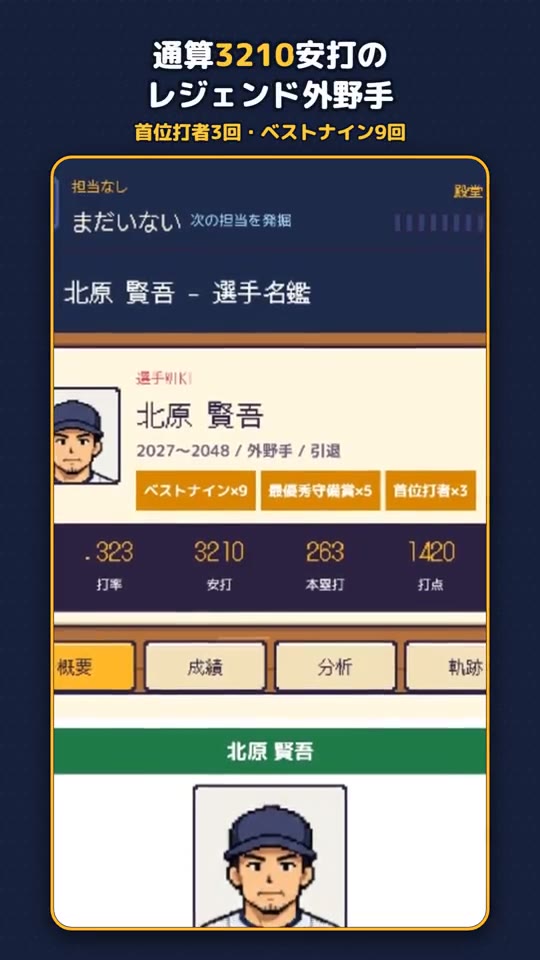 通算3210安打の
レジェンド外野手
首位打者3回・ベストナイン9回
担当なし
殿堂
まだいない 次の担当を発掘
北原 賢吾 - 選手名鑑
選手WIKI
北原 賢吾
2027～2048 / 外野手 / 引退
ベストナイン×9 最優秀守備賞×5 首位打者×3
.323 3210 263 1420
打率 安打 本塁打 打点
概要 成績 分析 軌跡
北原 賢吾